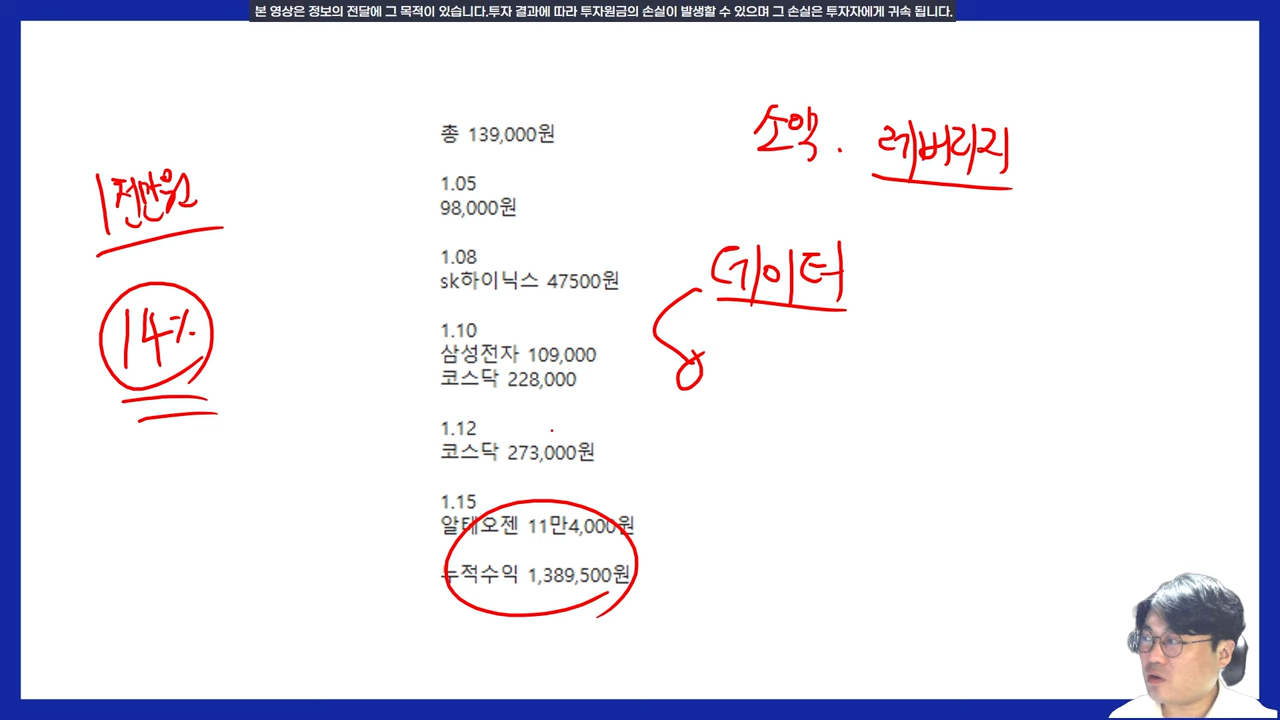 본 영상은 정보의 전달에 그 목적이 있습니다.투자 결과에 따라 투자원금의 손실이 발생할 수 있으며 그 손실은 투자자에게 귀속 됩니다.
총 139,000원
1.05
98,000원
1.08
sk하이닉스 47500원
1.10
삼성전자 109,000
코스닥 228,000
1.12
코스닥 273,000원
1.15
알테오젠 11만4,000원
누적수익 1,389,500원
1천만원
14%
소액. 레버리지
데이터